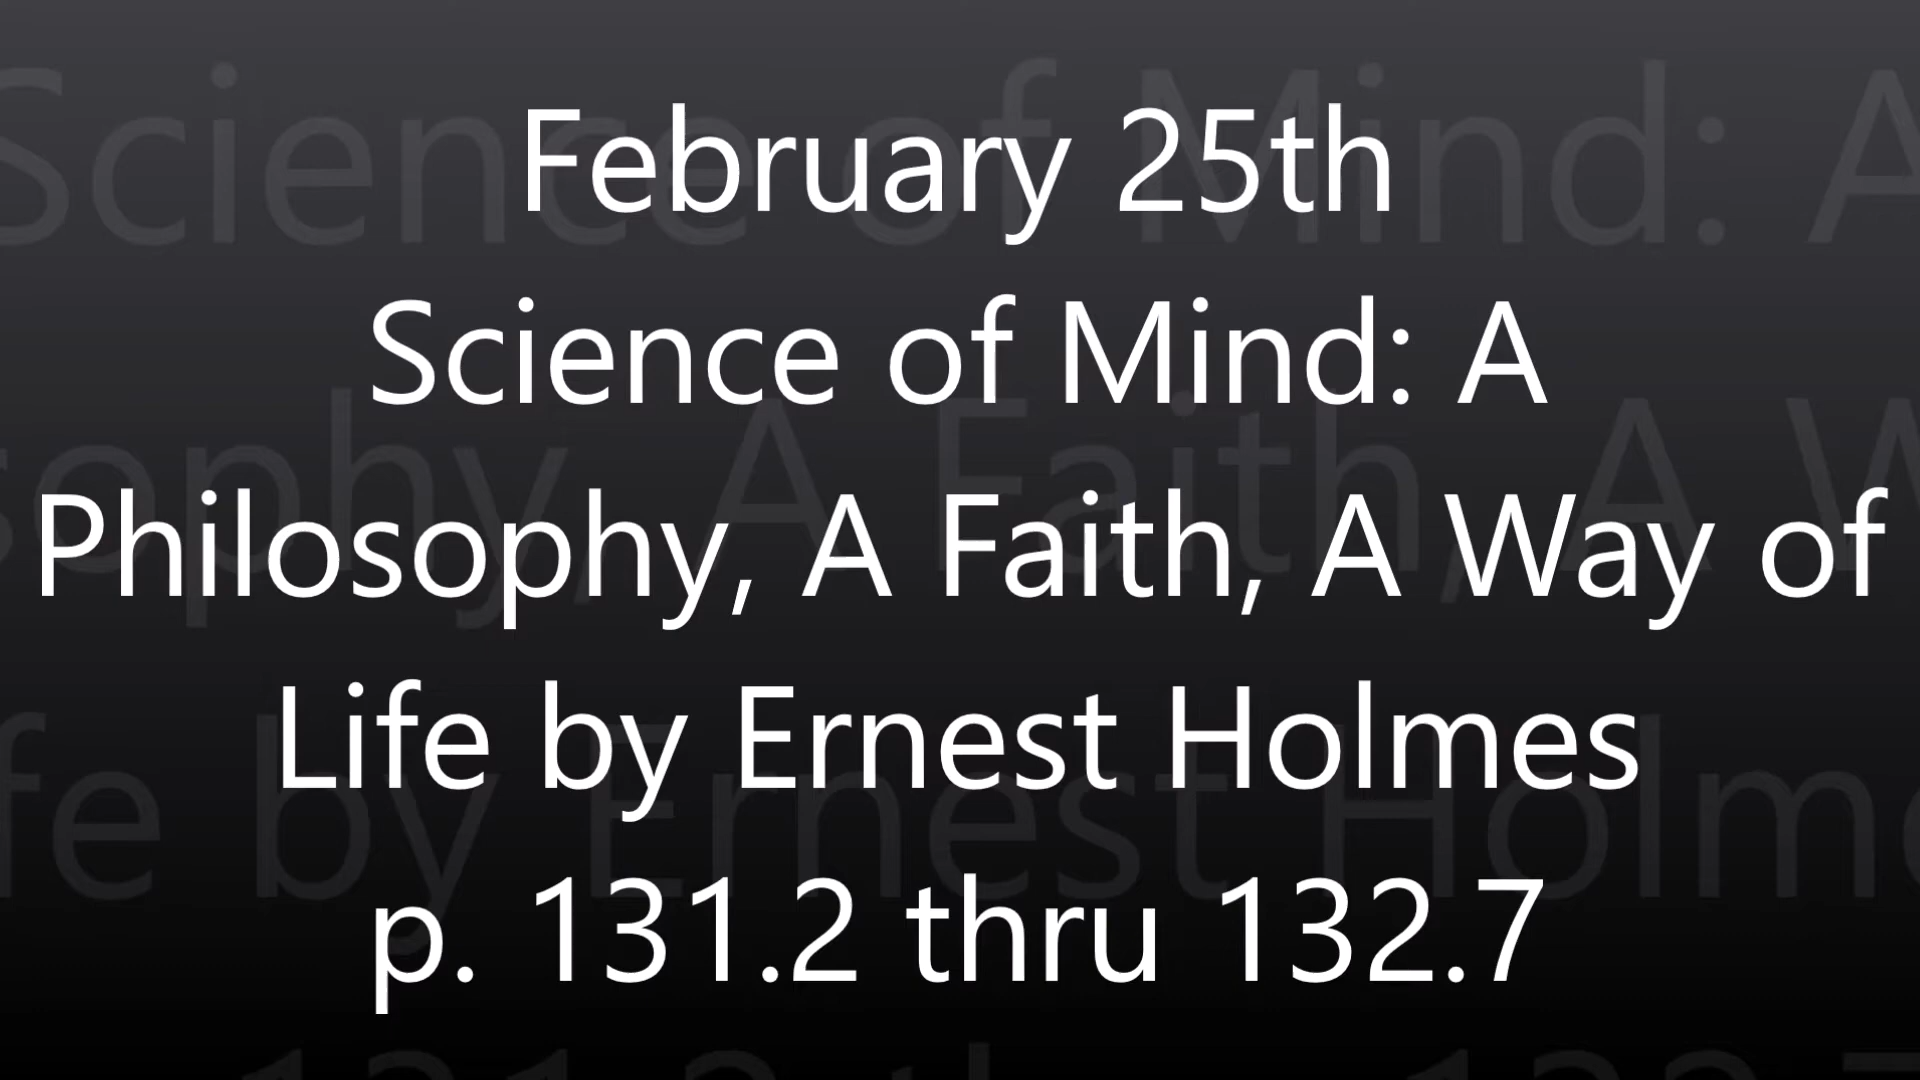 February 25th
Science of Mind: A
Philosophy, A Faith, A Way of
Life by Ernest Holmes
p. 131.2 thru 132.7